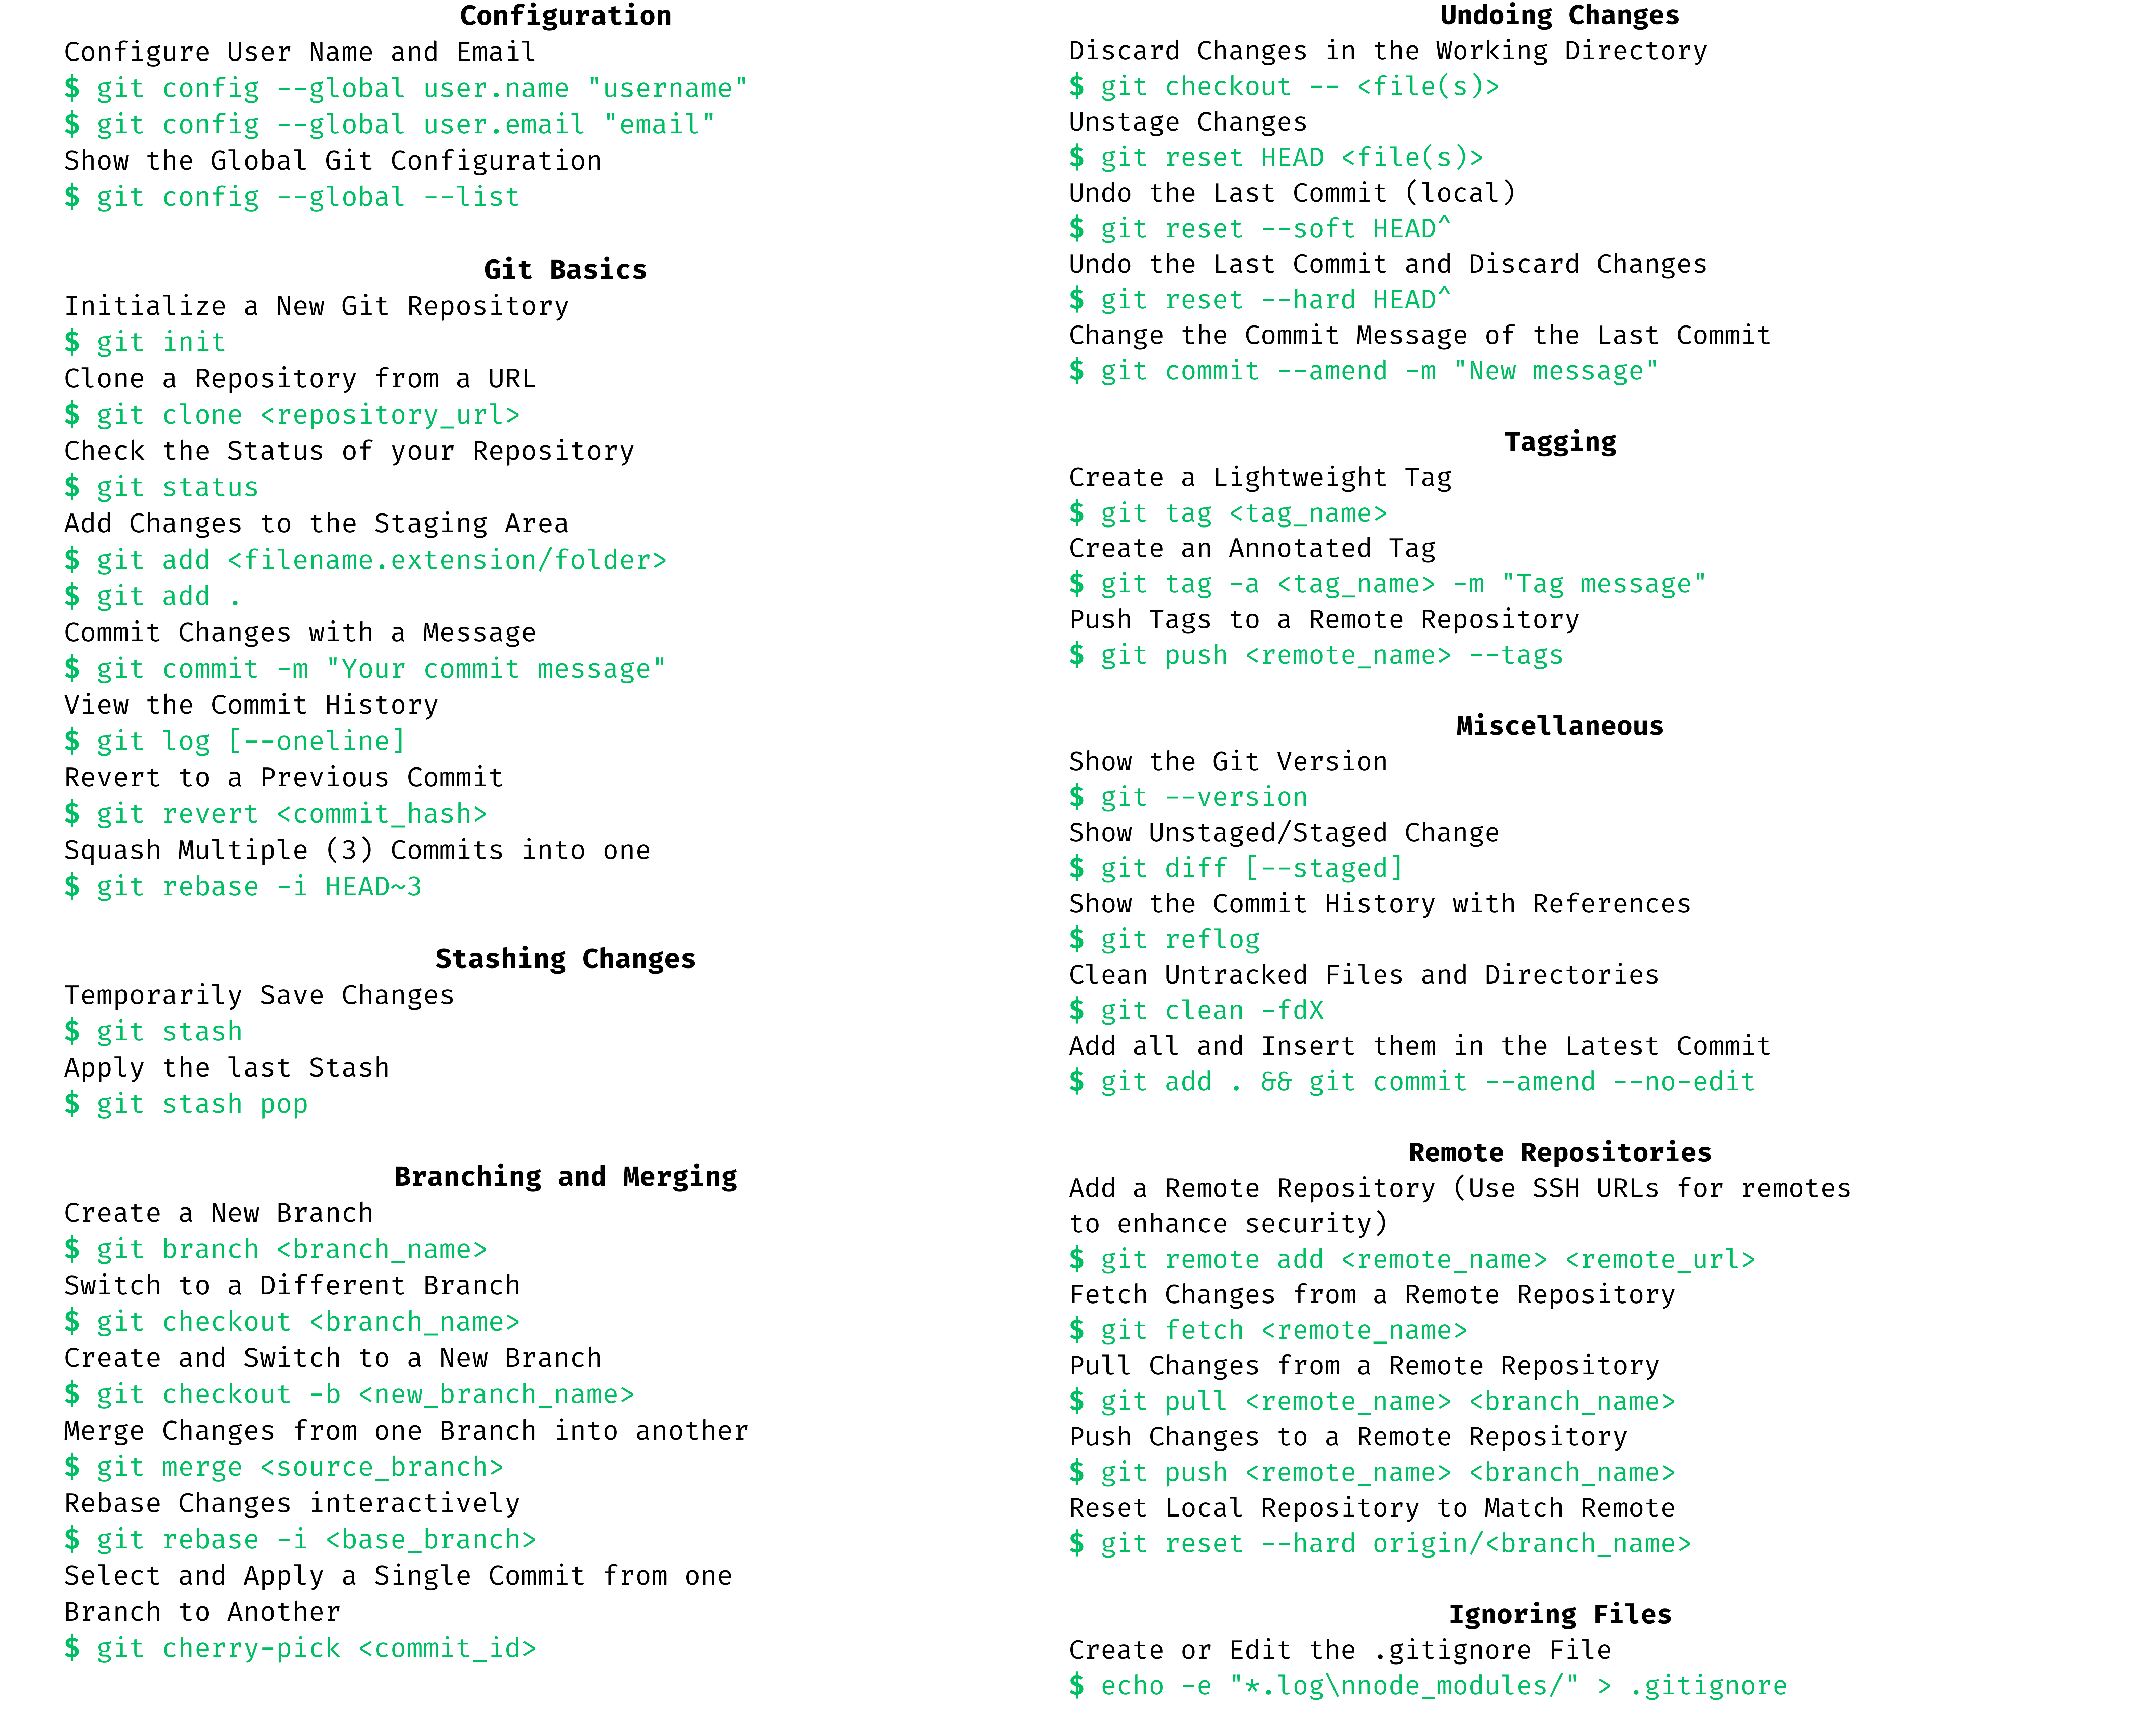 Configuration
Configure User Name and Email
$ git config --global user.name "username"
$ git config --global user.email "email"
Show the Global Git Configuration
$ git config --global --list
Git Basics
Initialize a New Git Repository
$ git init
Clone a Repository from a URL
$ git clone <repository_url>
Check the Status of your Repository
$ git status
Add Changes to the Staging Area
$ git add <filename.extension/folder>
$ git add .
Commit Changes with a Message
$ git commit -m "Your commit message"
View the Commit History
$ git log [--oneline]
Revert to a Previous Commit
$ git revert <commit_hash>
Squash Multiple (3) Commits into one
$ git rebase -i HEAD~3
Stashing Changes
Temporarily Save Changes
$ git stash
Apply the last Stash
$ git stash pop
Branching and Merging
Create a New Branch
$ git branch <branch_name>
Switch to a Different Branch
$ git checkout <branch_name>
Create and Switch to a New Branch
$ git checkout -b <new_branch_name>
Merge Changes from one Branch into another
$ git merge <source_branch>
Rebase Changes interactively
$ git rebase -i <base_branch>
Select and Apply a Single Commit from one
Branch to Another
$ git cherry-pick <commit_id>
Undoing Changes
Discard Changes in the Working Directory
$ git checkout -- <file(s)>
Unstage Changes
$ git reset HEAD <file(s)>
Undo the Last Commit (local)
$ git reset --soft HEAD^
Undo the Last Commit and Discard Changes
$ git reset --hard HEAD^
Change the Commit Message of the Last Commit
$ git commit --amend -m "New message"
Tagging
Create a Lightweight Tag
$ git tag <tag_name>
Create an Annotated Tag
$ git tag -a <tag_name> -m "Tag message"
Push Tags to a Remote Repository
$ git push <remote_name> --tags
Miscellaneous
Show the Git Version
$ git --version
Show Unstaged/Staged Change
$ git diff [--staged]
Show the Commit History with References
$ git reflog
Clean Untracked Files and Directories
$ git clean -fdX
Add all and Insert them in the Latest Commit
$ git add . && git commit --amend --no-edit
Remote Repositories
Add a Remote Repository (Use SSH URLs for remotes
to enhance security)
$ git remote add <remote_name> <remote_url>
Fetch Changes from a Remote Repository
$ git fetch <remote_name>
Pull Changes from a Remote Repository
$ git pull <remote_name> <branch_name>
Push Changes to a Remote Repository
$ git push <remote_name> <branch_name>
Reset Local Repository to Match Remote
$ git reset --hard origin/<branch_name>
Ignoring Files
Create or Edit the .gitignore File
$ echo -e "*.log\nnode_modules/" > .gitignore